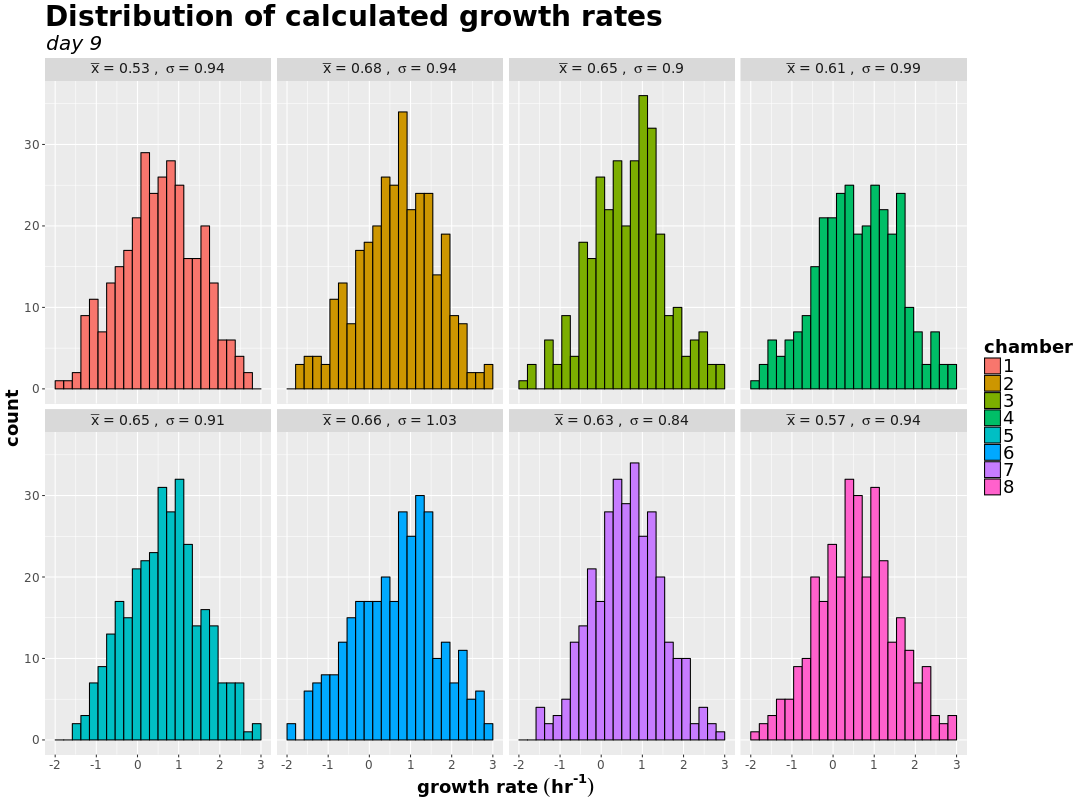 Distribution of calculated growth rates
day 9
x̅ = 0.53 , σ = 0.94
x̅ = 0.68 , σ = 0.94
x̅ = 0.65 , σ = 0.9
x̅ = 0.61 , σ = 0.99
30
20
10
0
count
x̅ = 0.65 , σ = 0.91
x̅ = 0.66 , σ = 1.03
x̅ = 0.63 , σ = 0.84
x̅ = 0.57 , σ = 0.94
30
20
10
0
-2 -1 0 1 2 3
-2 -1 0 1 2 3
-2 -1 0 1 2 3
-2 -1 0 1 2 3
growth rate (hr⁻¹)
chamber
1
2
3
4
5
6
7
8